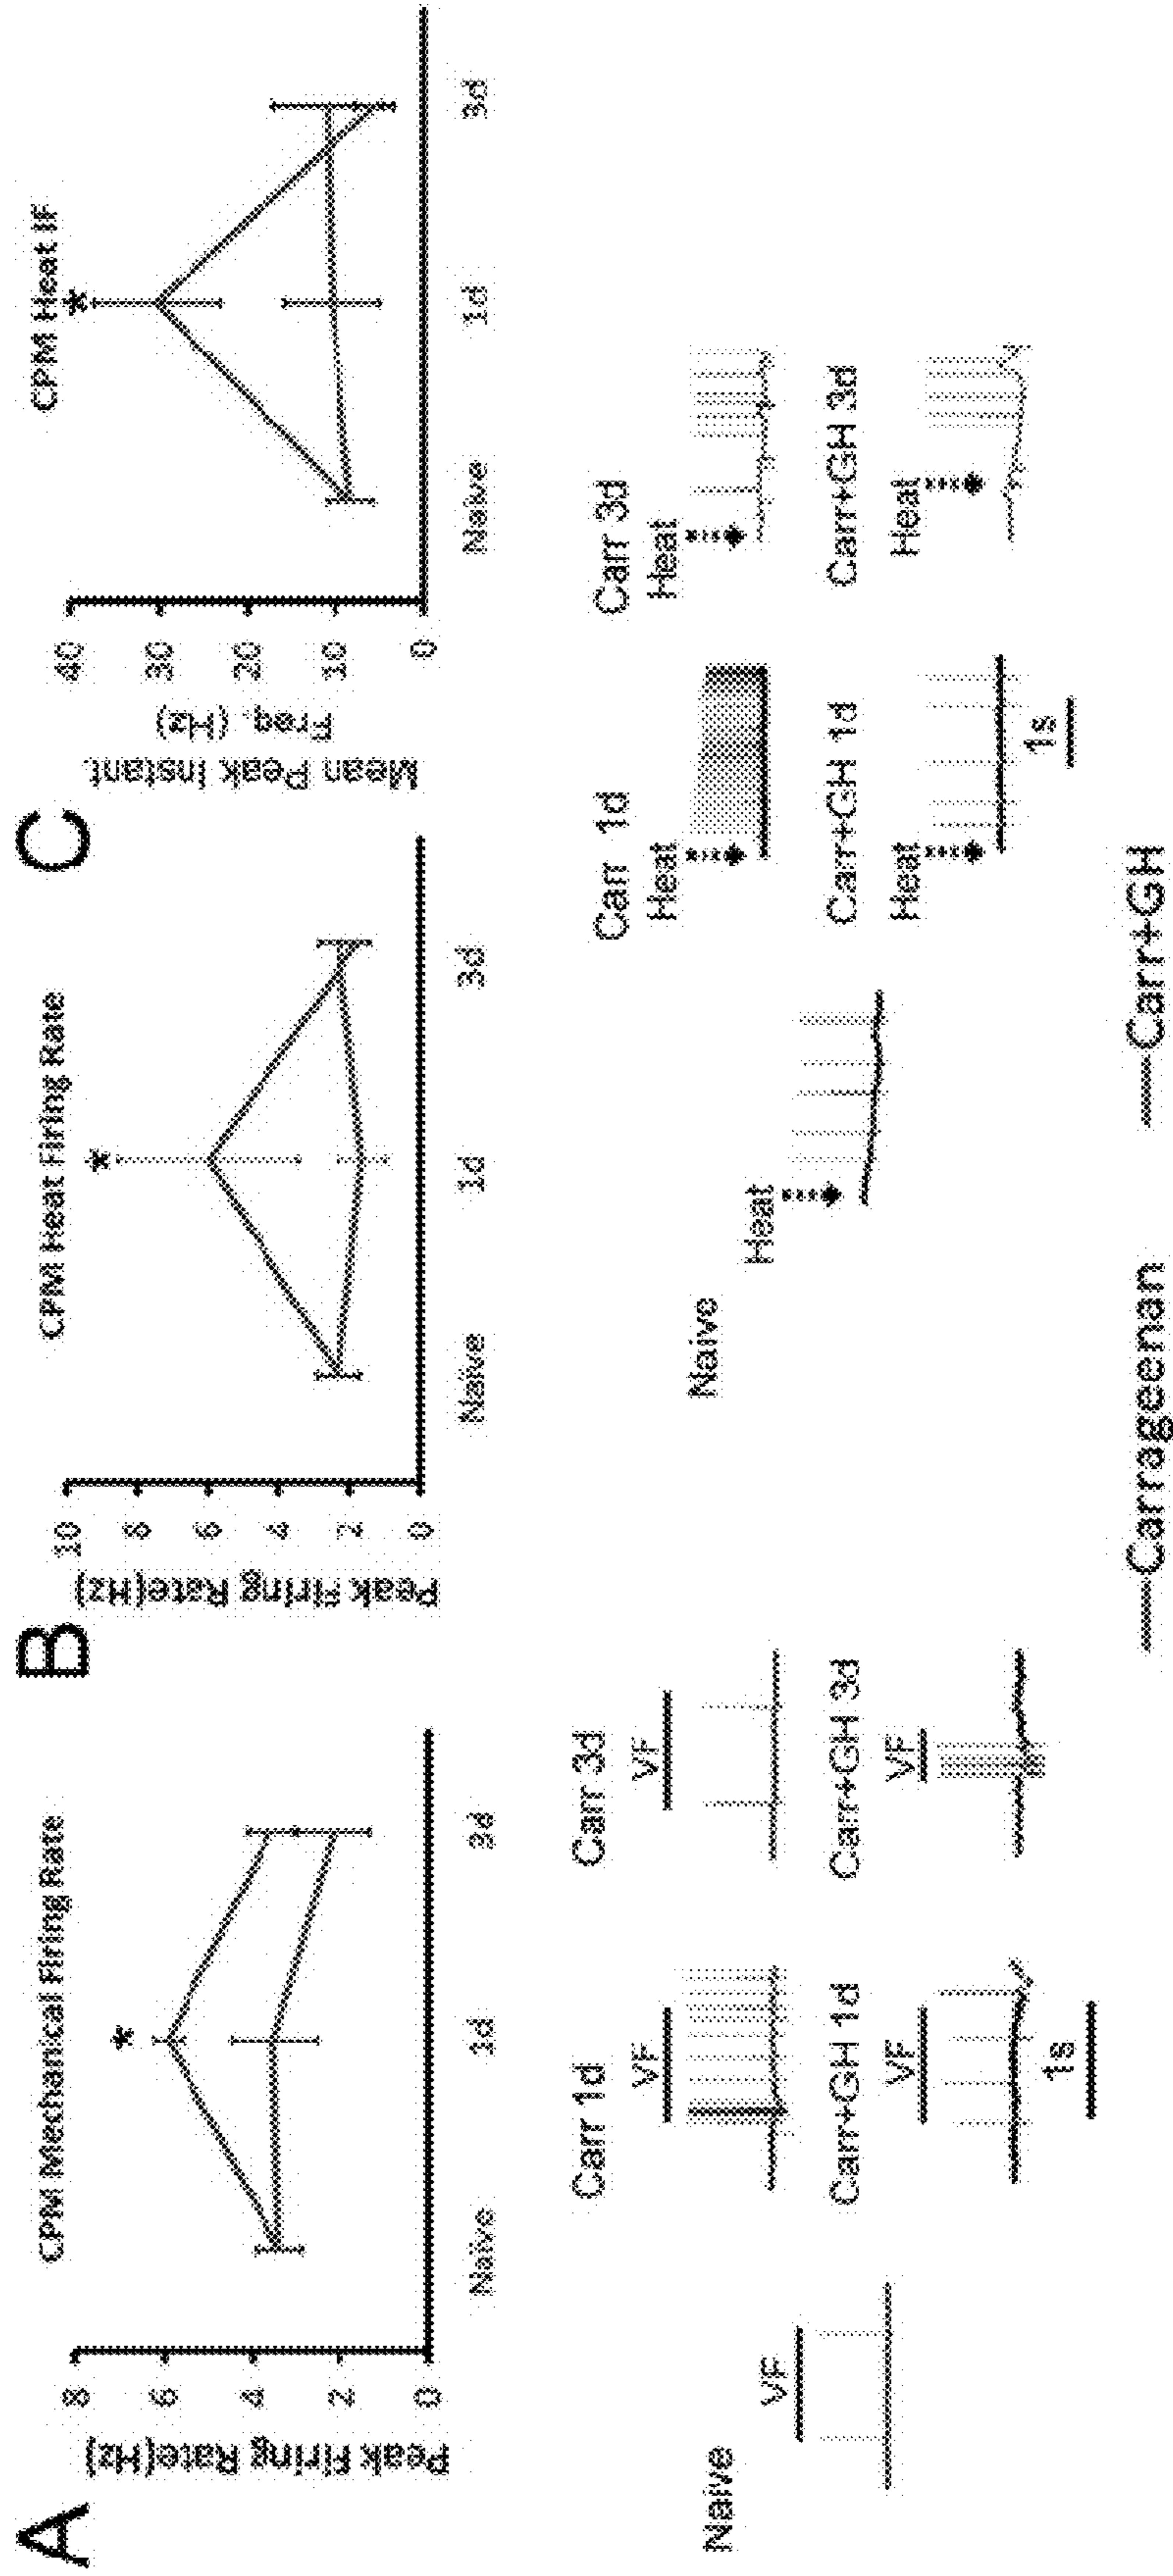 A
CPM Mechanical Firing Rate
Peak Firing Rate(Hz)
8
6
4
2
0
*
Naïve
1d
3d
B
CPM Heat Firing Rate
Peak Firing Rate(Hz)
10
8
6
4
2
0
*
Naïve
1d
3d
C
CPM Heat IF
Mean Peak Instant.
Freq. (Hz)
40
30
20
10
0
*
Naïve
1d
3d
Naive
VF
Carr 1d
VF
Carr 3d
VF
Carr+GH 1d
VF
Carr+GH 3d
VF
1s
Naive
Heat
Carr 1d
Heat
Carr 3d
Heat
Carr+GH 1d
Heat
Carr+GH 3d
Heat
1s
Carrageenan
Carr+GH